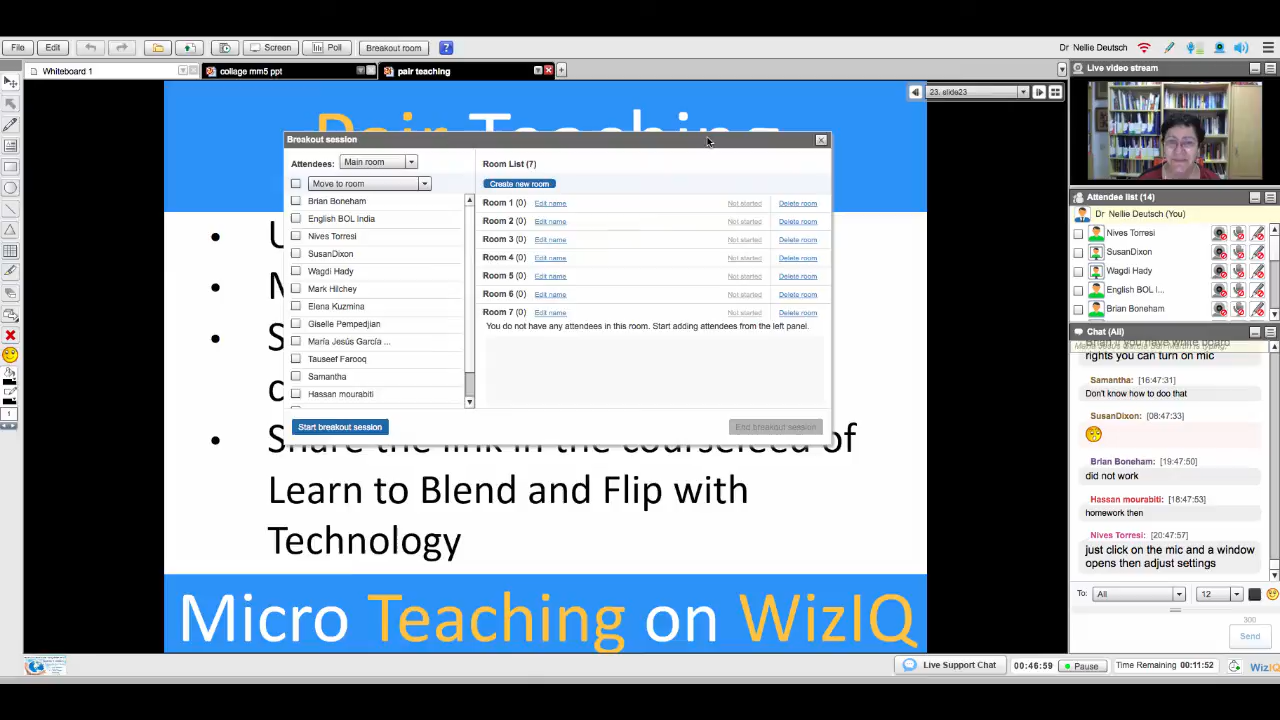 File Edit Screen Poll Breakout room ? Dr Nellie Deutsch
Whiteboard 1 collage mm5 ppt pair teaching
Live video stream
23. slide23
Pair Teaching
Breakout session
Attendees: Main room
Move to room
Brian Boneham
English BOL India
Nives Torresi
SusanDixon
Wagdi Hady
Mark Hilchey
Elena Kuzmina
Giselle Pempedjian
María Jesús García ...
Tauseef Farooq
Samantha
Hassan mourabiti
Start breakout session
Room List (7)
Create new room
Room 1 (0) Edit name Not started Delete room
Room 2 (0) Edit name Not started Delete room
Room 3 (0) Edit name Not started Delete room
Room 4 (0) Edit name Not started Delete room
Room 5 (0) Edit name Not started Delete room
Room 6 (0) Edit name Not started Delete room
Room 7 (0) Edit name Not started Delete room
You do not have any attendees in this room. Start adding attendees from the left panel.
End breakout session
• U
• M
• S
c
• Share the link in the coursefeed of
Learn to Blend and Flip with
Technology
Micro Teaching on WizIQ
Attendee list (14)
Dr Nellie Deutsch (You)
Nives Torresi
SusanDixon
Wagdi Hady
English BOL I...
Brian Boneham
Chat (All)
rights you can turn on mic
Samantha: [16:47:31]
Don't know how to doo that
SusanDixon: [08:47:33]
Brian Boneham: [19:47:50]
did not work
Hassan mourabiti: [18:47:53]
homework then
Nives Torresi: [20:47:57]
just click on the mic and a window
opens then adjust settings
To: All 12
300
Send
1
Live Support Chat 00:46:59 Pause Time Remaining 00:11:52 WizIQ